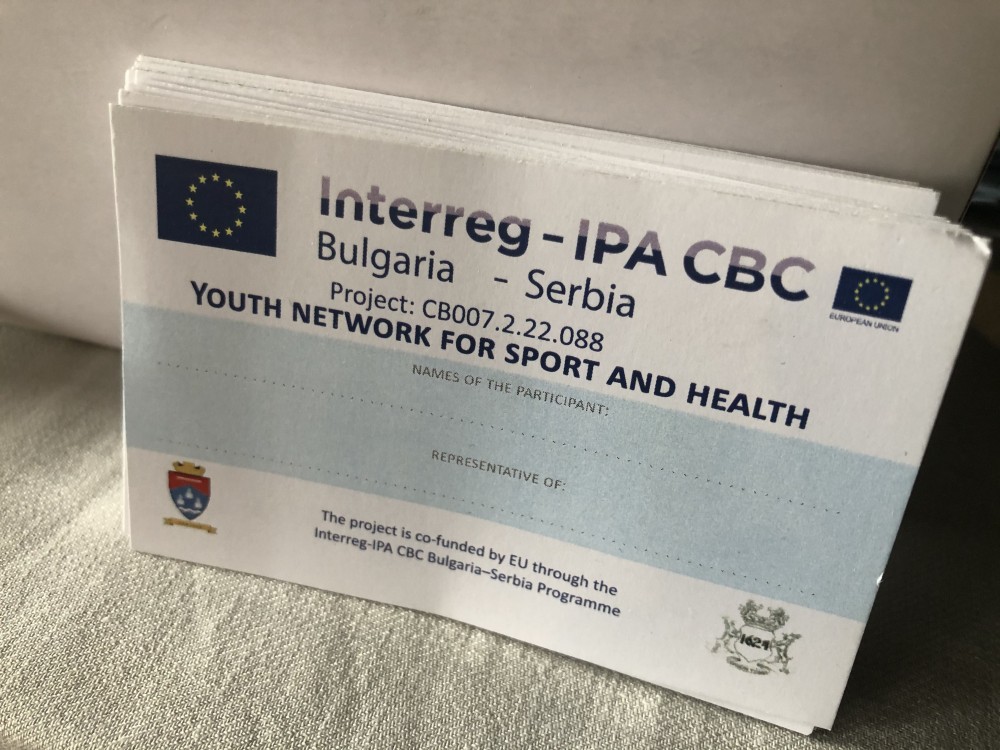 Interreg - IPA CBC
Bulgaria - Serbia
EUROPEAN UNION
Project: CB007.2.22.088
YOUTH NETWORK FOR SPORT AND HEALTH
NAMES OF THE PARTICIPANT:
REPRESENTATIVE OF:
The project is co-funded by EU through the
Interreg-IPA CBC Bulgaria–Serbia Programme
1624